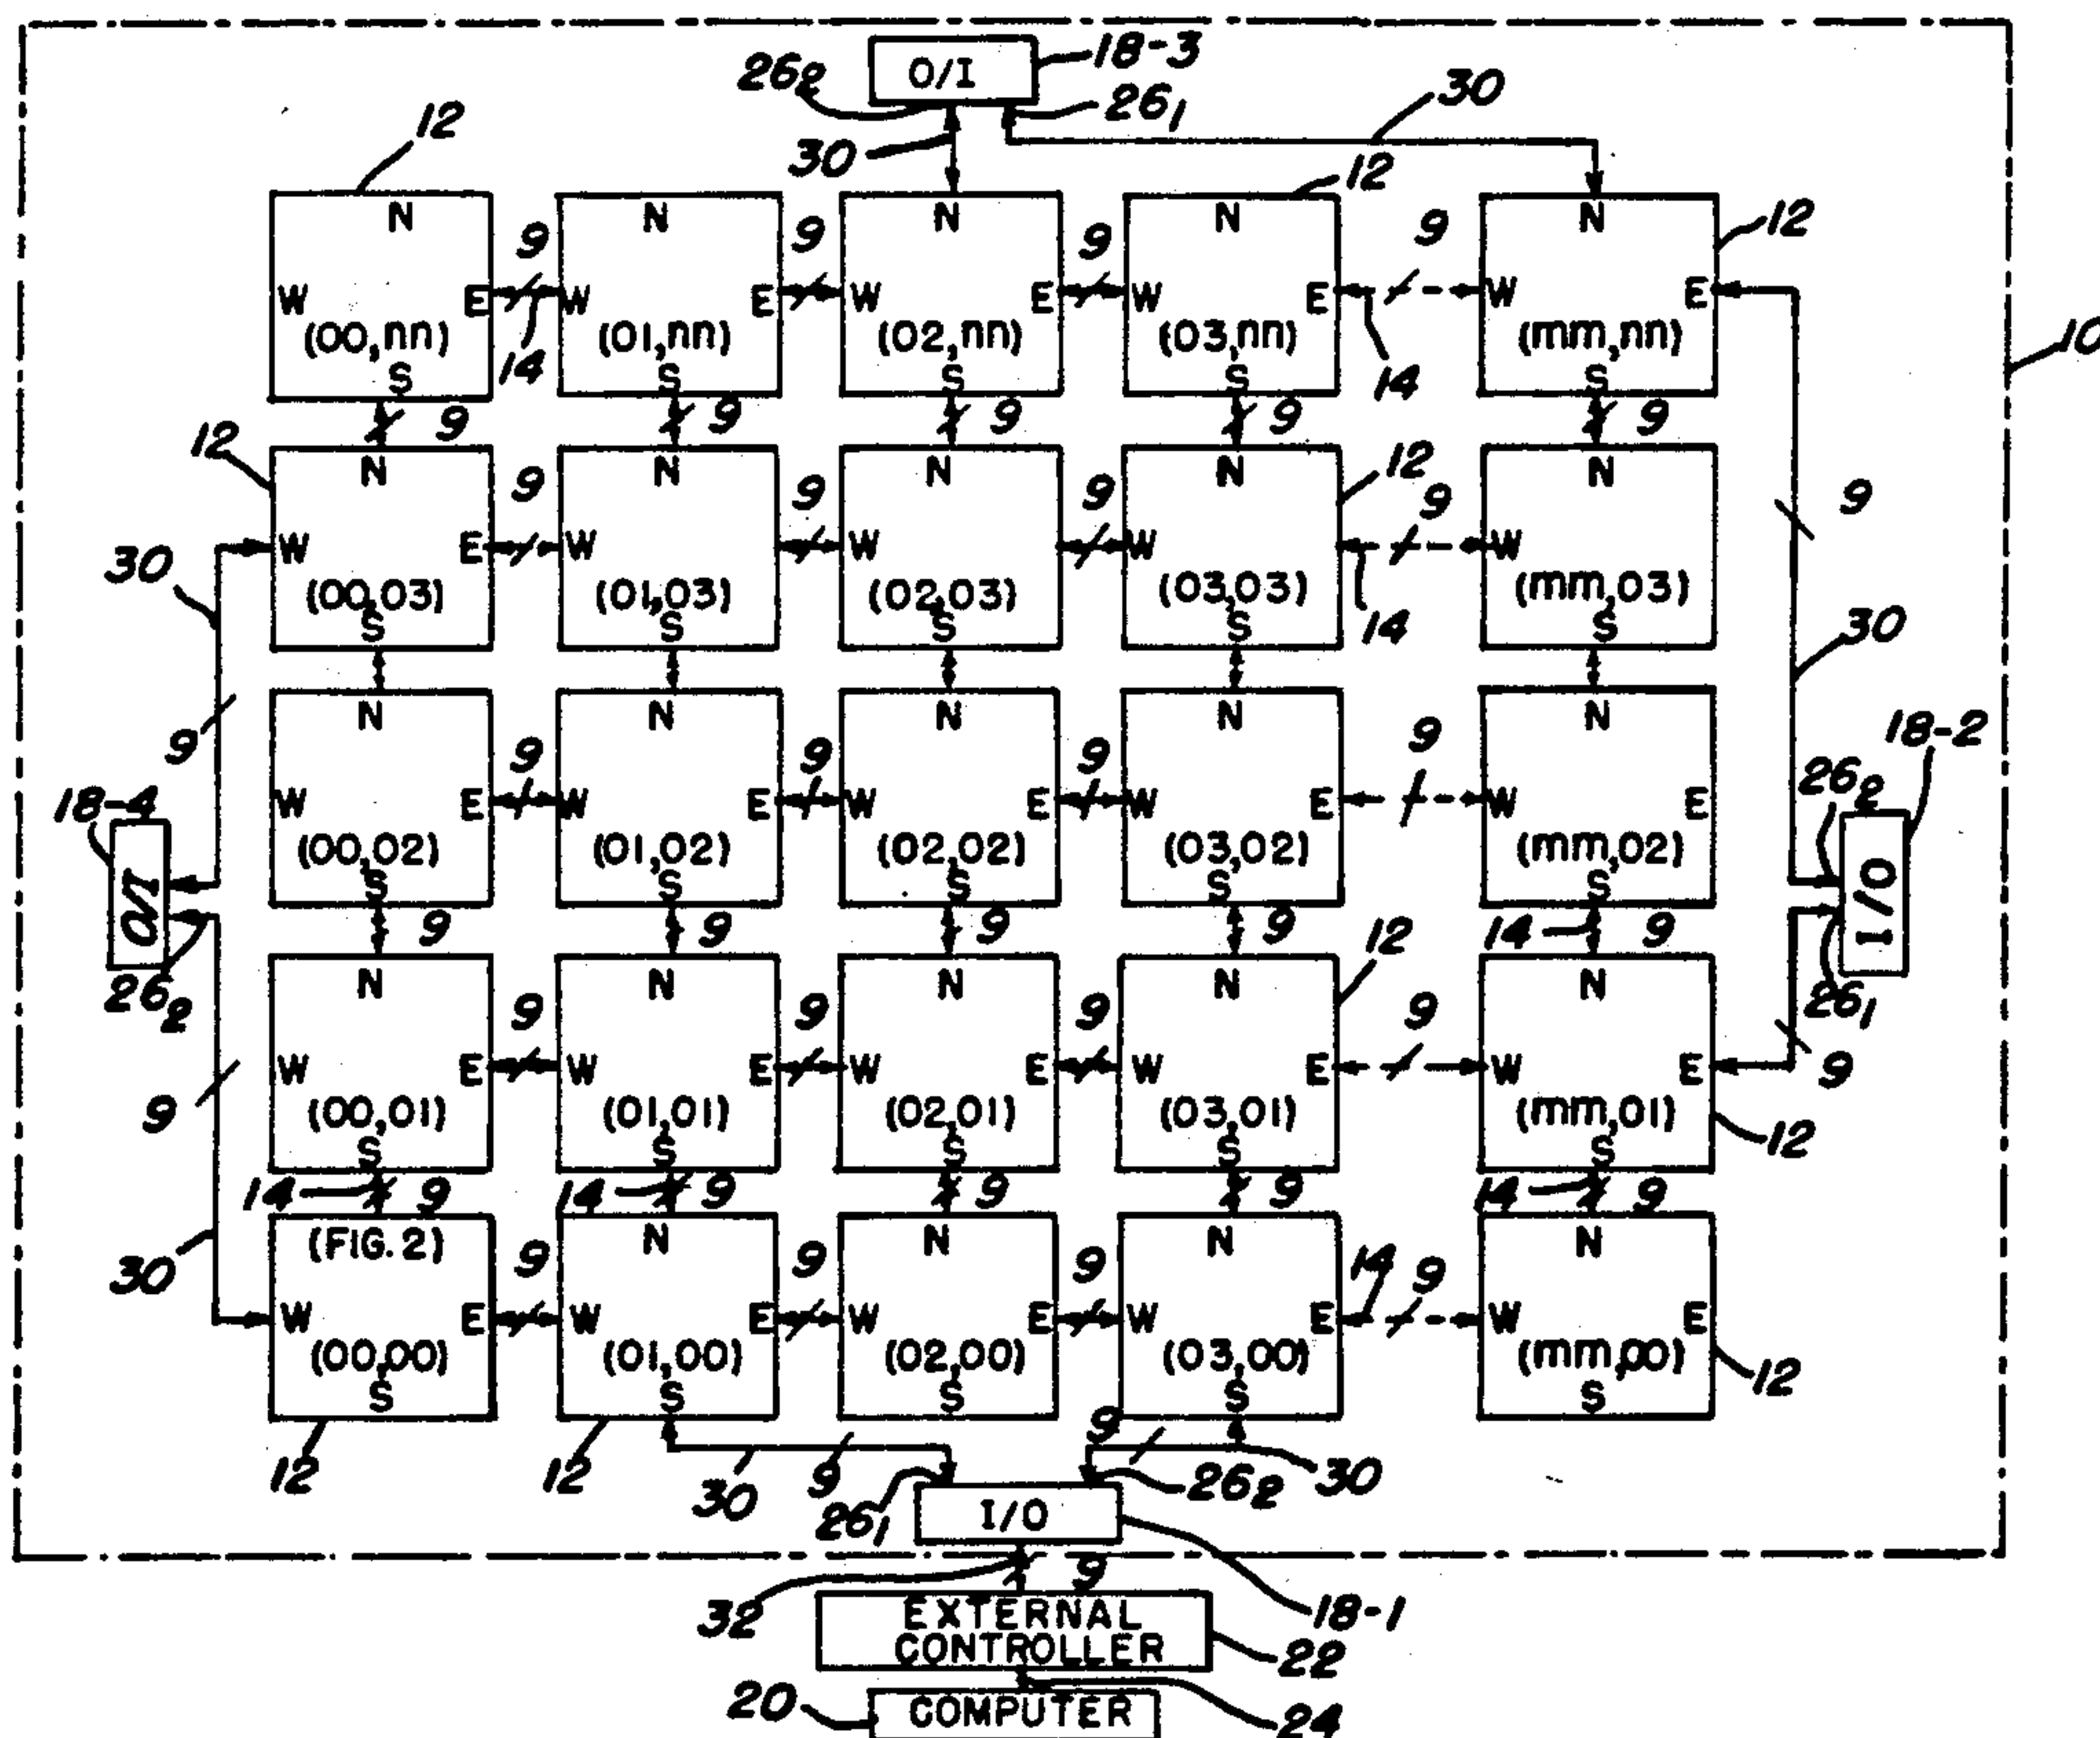 18-3
O/I
26₂ 26₁ 30
30
12 12 12
N N N N N
9 9 9 9
W E W E W E W E W E
(00,nn) (01,nn) (02,nn) (03,nn) (mm,nn)
14 14 10
S S S S S
9 9 9 9 9
12 12
N N N N N
9 9 9 9 9
W E W W W W
30 (00,03) (01,03) (02,03) (03,03) (mm,03)
14 30
S S S S S
N N N N N
9 9 9 9 9
18-4 18-2
W E W E W E W E W E
26₂
(00,02) (01,02) (02,02) (03,02) (mm,02)
S S S S S
O/I I/O
9 9 9 9 14 9
12
26₂ 26₁
N N N N N
9 9 9 9
W E W E W E W E W E
9 9
(00,01) (01,01) (02,01) (03,01) (mm,01)
12
S S S S S
14 9 14 9 9 9 14 9
(FIG.2) N N N N
30 9 9 9 14 9
W E W E W E W E W E
(00,00) (01,00) (02,00) (03,00) (mm,00)
12
S S S S S
12 12 30 9 9 30
26₁ 26₂
I/O
32 9 18-1
EXTERNAL
CONTROLLER
22
20 COMPUTER 24